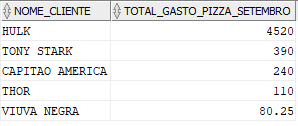 NOME_CLIENTE TOTAL_GASTO_PIZZA_SETEMBRO
HULK 4520
TONY STARK 390
CAPITAO AMERICA 240
THOR 110
VIUVA NEGRA 80.25